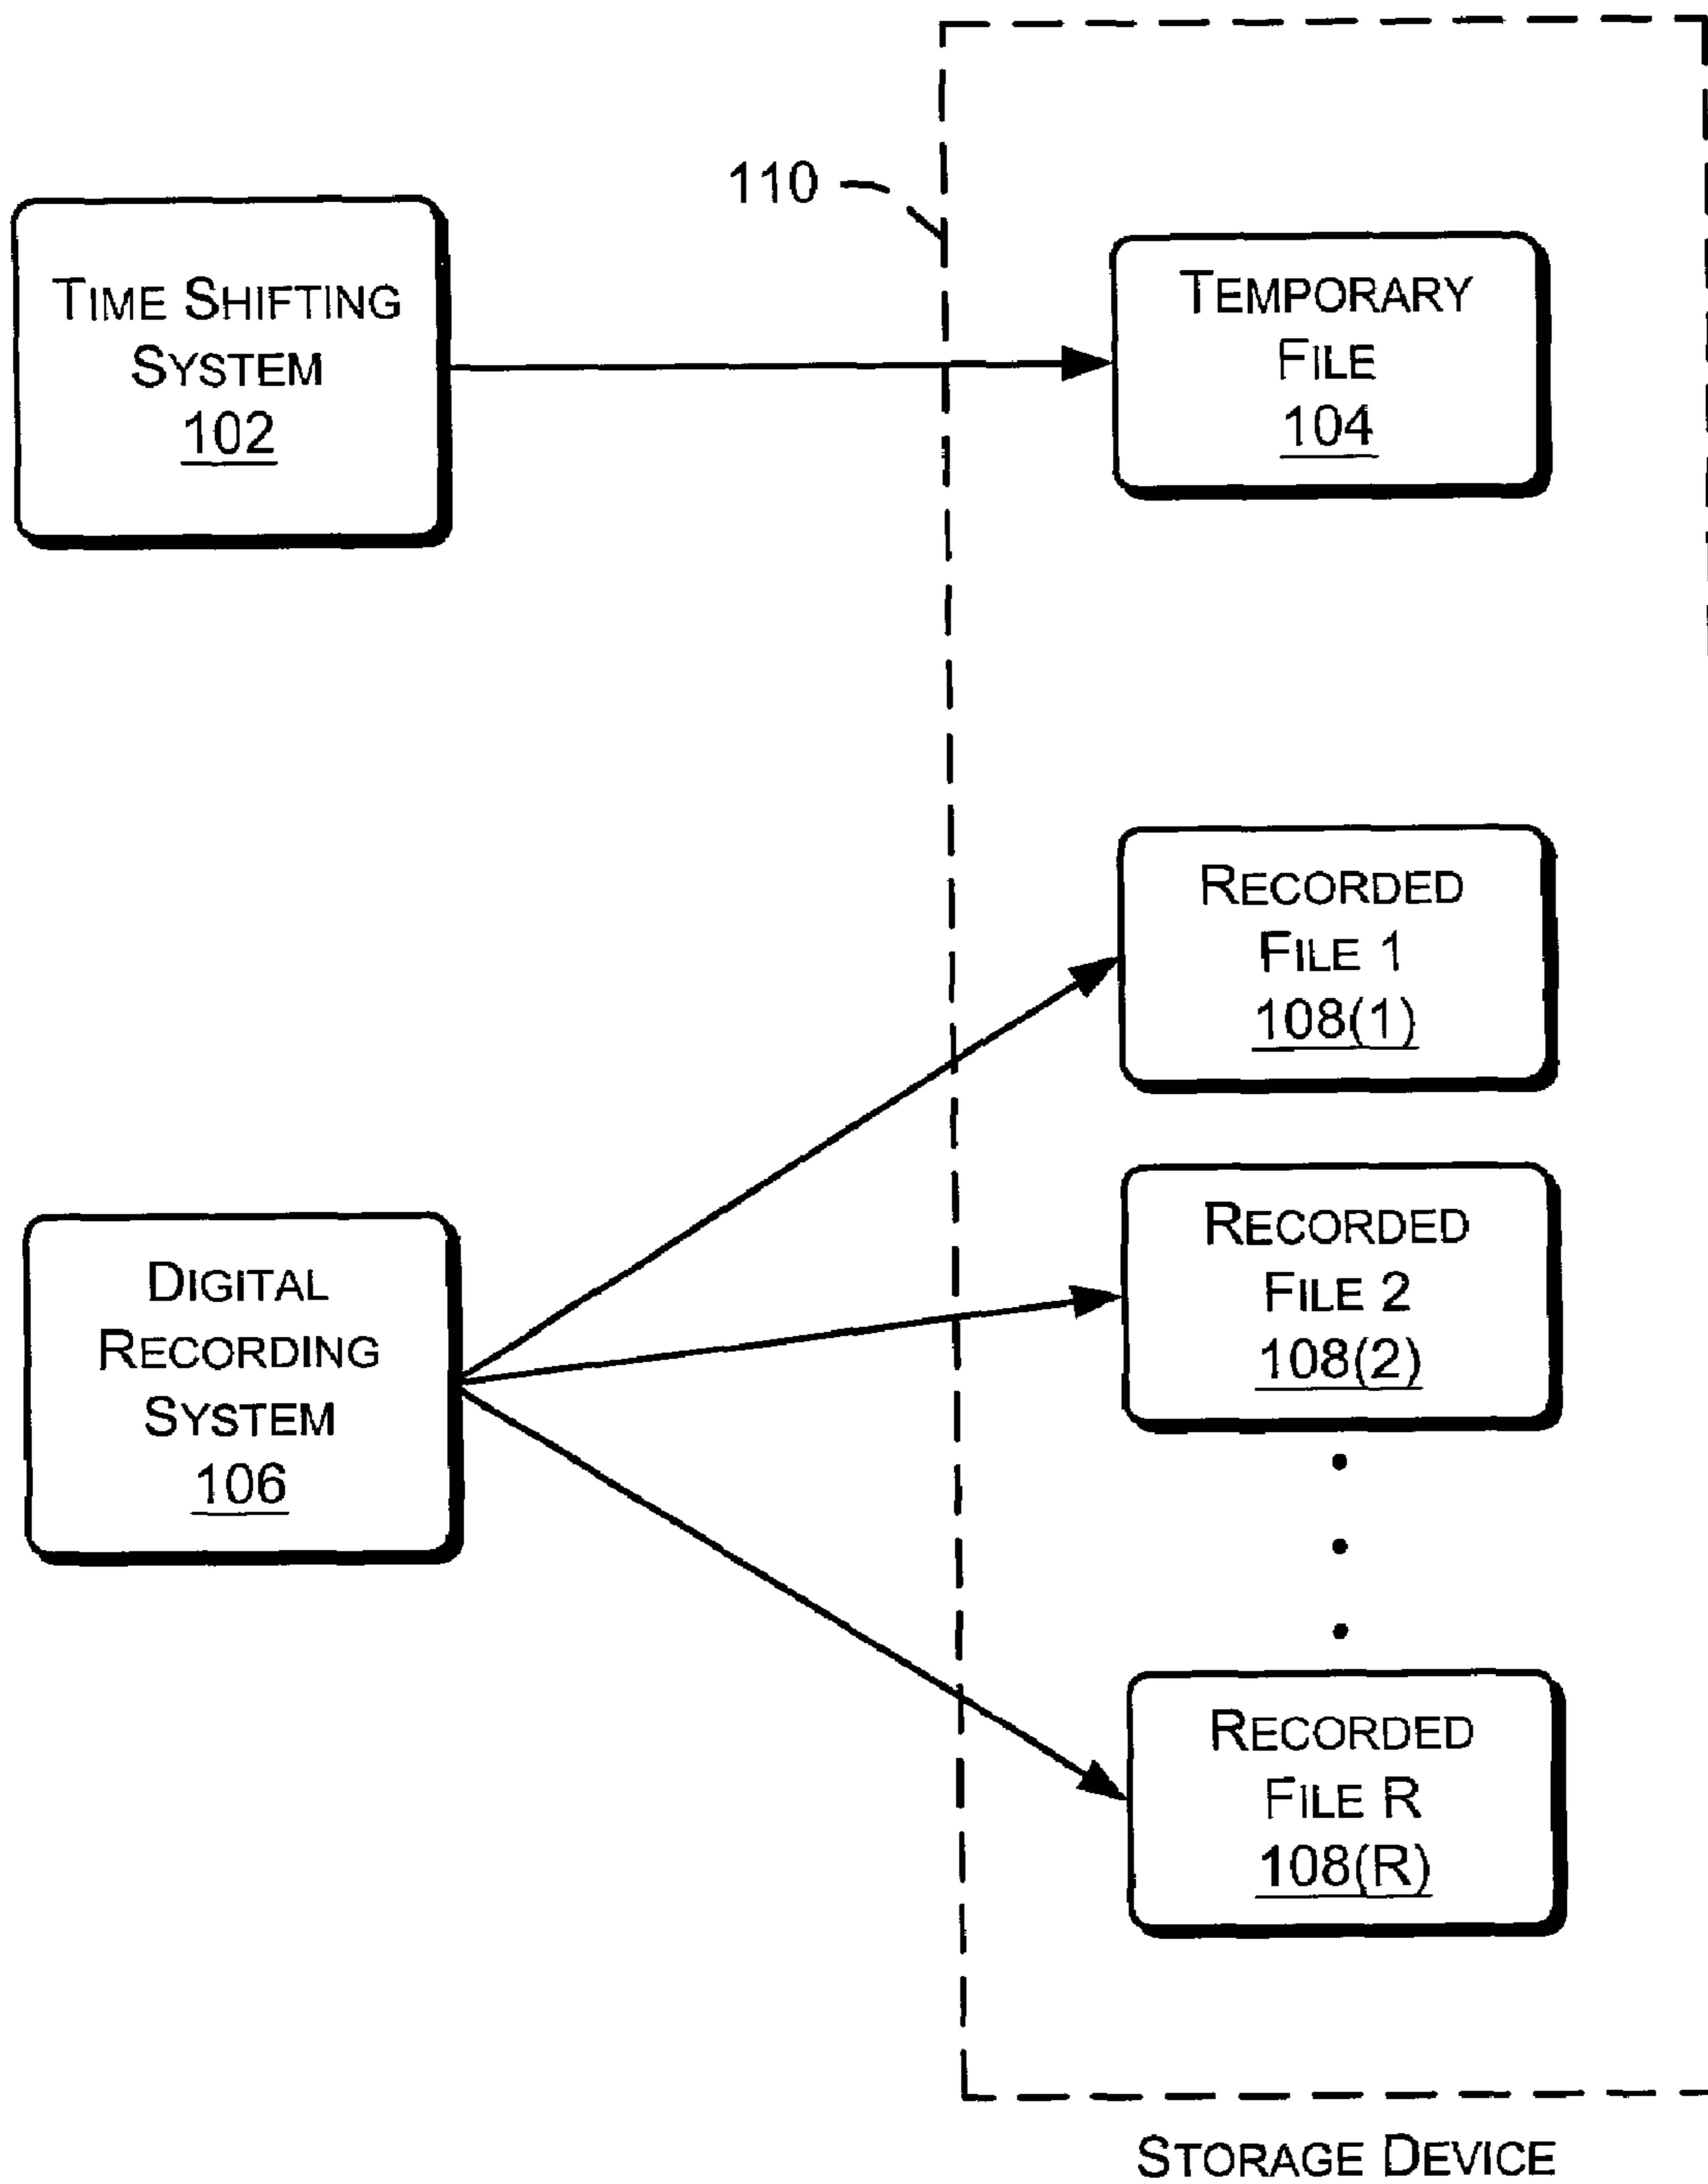 110
TIME SHIFTING
SYSTEM
102
TEMPORARY
FILE
104
RECORDED
FILE 1
108(1)
RECORDED
FILE 2
108(2)
DIGITAL
RECORDING
SYSTEM
106
RECORDED
FILE R
108(R)
STORAGE DEVICE